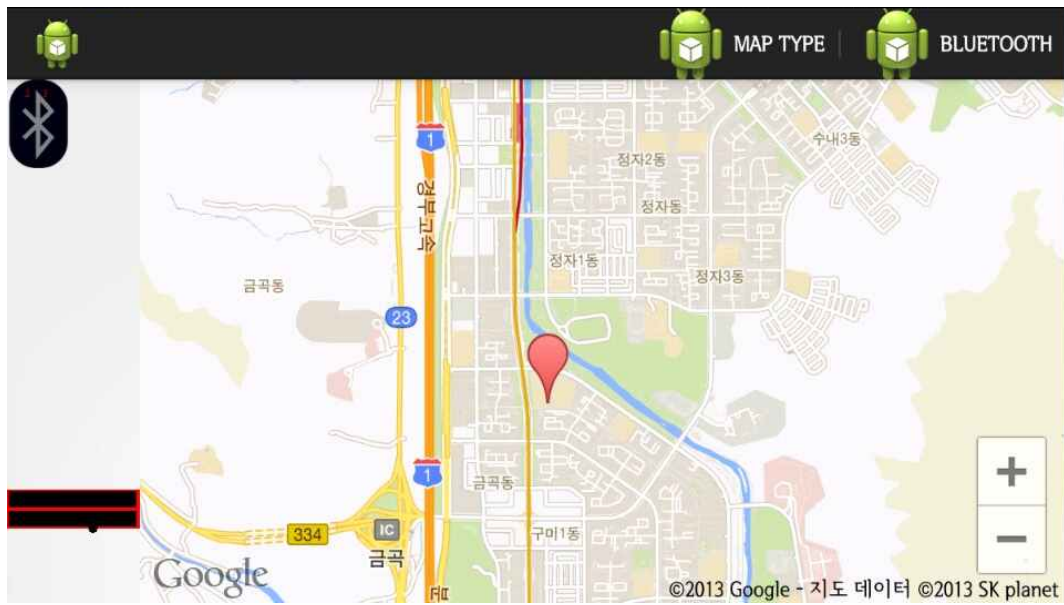 MAP TYPE
BLUETOOTH
1
수내3동
정자2동
경부고속
정자동
정자1동
정자3동
금곡동
23
1
금곡동
334
IC
구미1동
금곡
분
Google
+
−
©2013 Google - 지도 데이터 ©2013 SK planet